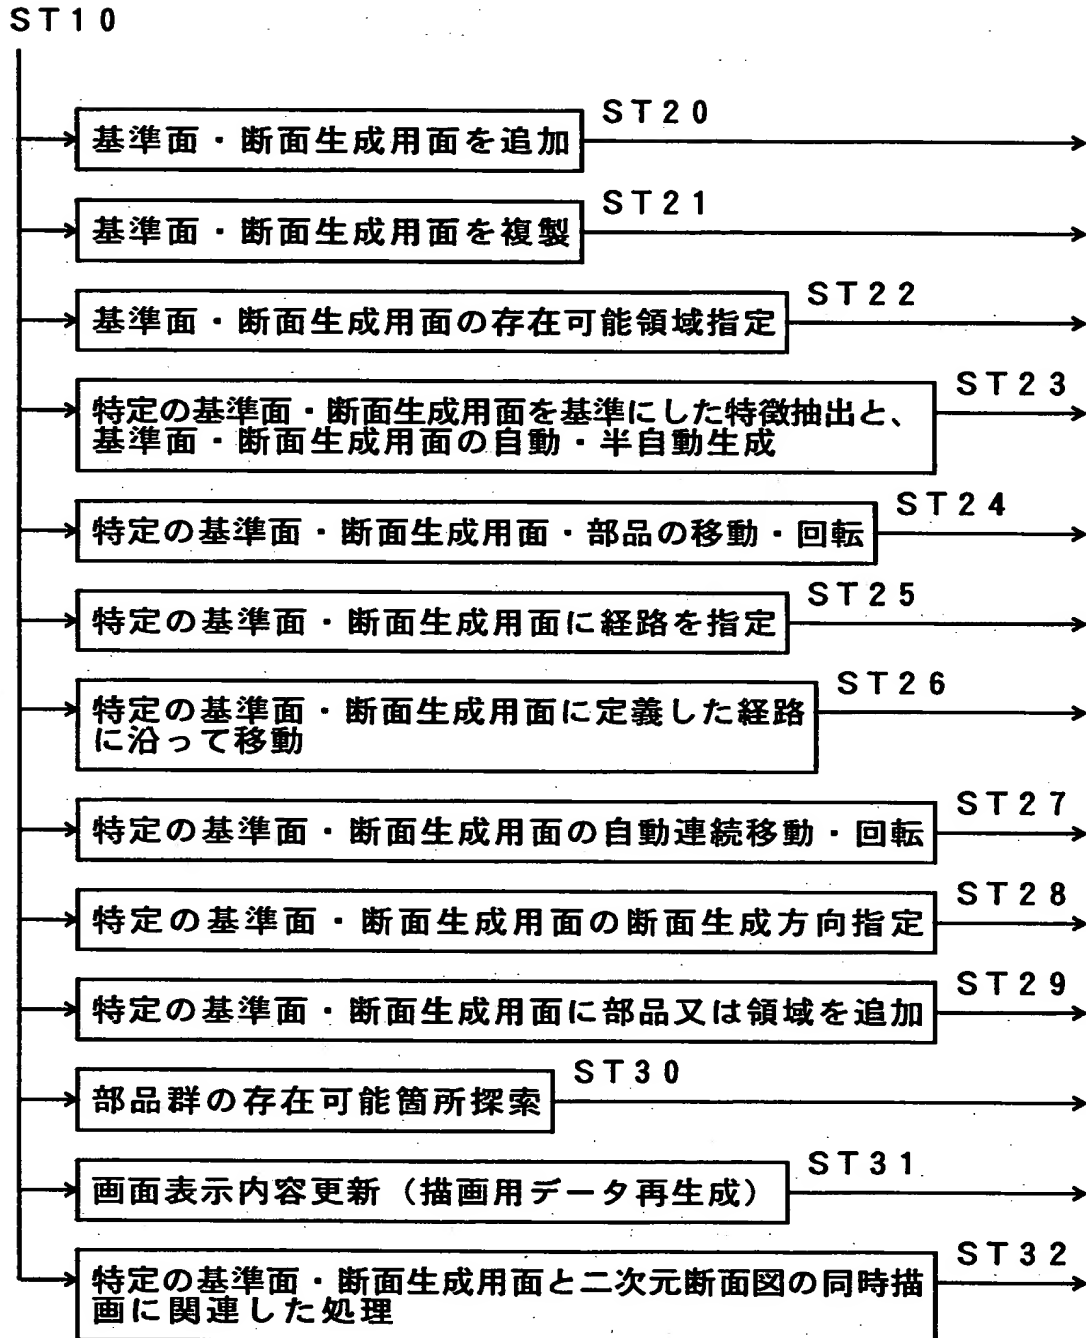 ST10
ST20
基準面・断面生成用面を追加
ST21
基準面・断面生成用面を複製
ST22
基準面・断面生成用面の存在可能領域指定
ST23
特定の基準面・断面生成用面を基準にした特徴抽出と、
基準面・断面生成用面の自動・半自動生成
ST24
特定の基準面・断面生成用面・部品の移動・回転
ST25
特定の基準面・断面生成用面に経路を指定
ST26
特定の基準面・断面生成用面に定義した経路
に沿って移動
ST27
特定の基準面・断面生成用面の自動連続移動・回転
ST28
特定の基準面・断面生成用面の断面生成方向指定
ST29
特定の基準面・断面生成用面に部品又は領域を追加
ST30
部品群の存在可能箇所探索
ST31
画面表示内容更新（描画用データ再生成）
ST32
特定の基準面・断面生成用面と二次元断面図の同時描
画に関連した処理